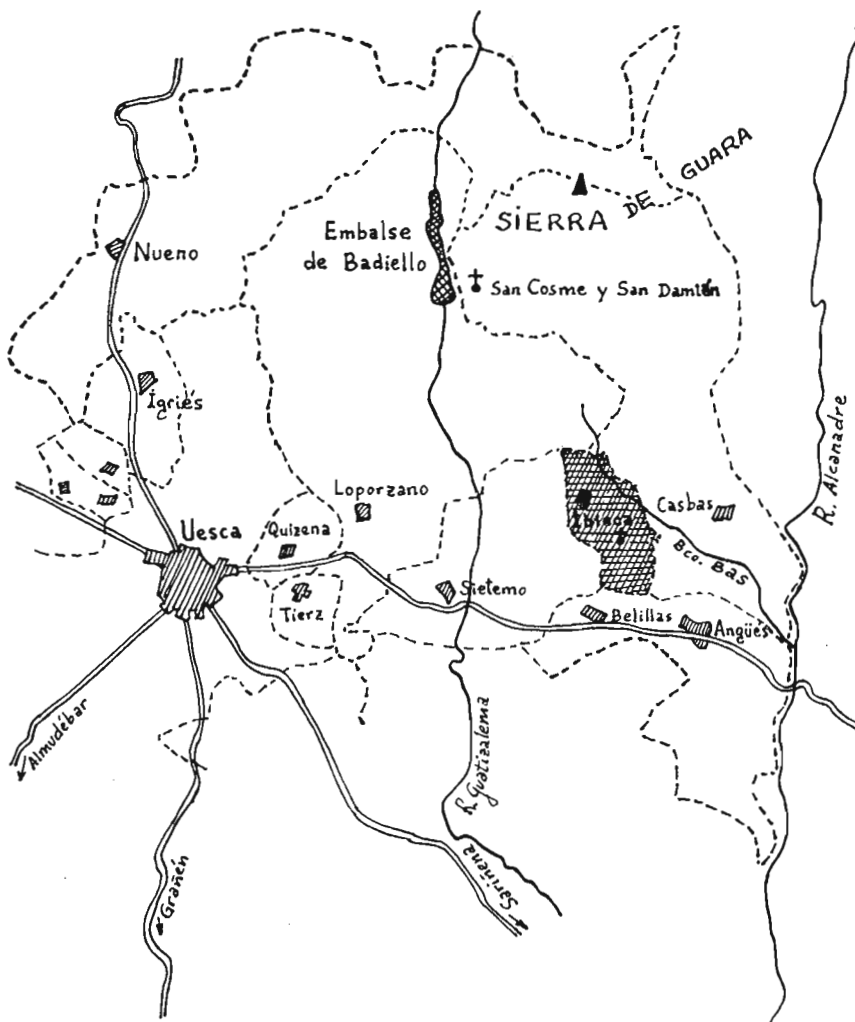 SIERRA DE GUARA
Nueno
Embalse
de Badiello
San Cosme y San Damián
Igriés
R. Alcanadre
Loporzano
Casbas
Uesca
Quizena
Ibieca
Bco. Bas
Sietemo
Tierz
Belillas
Angüés
Almudébar
R. Guatizalema
Grañén
Sariñena